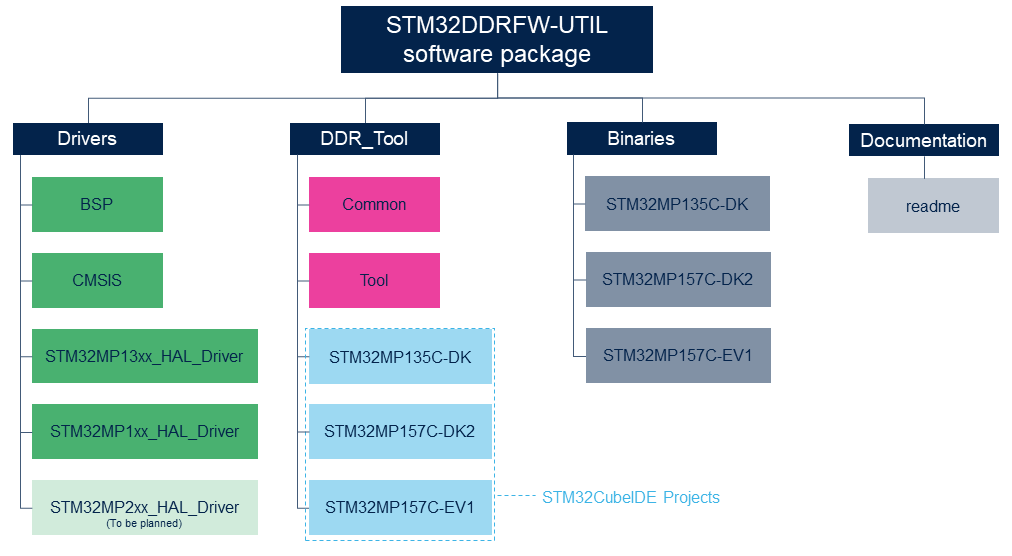 STM32DDRFW-UTIL
software package
Drivers
DDR_Tool
Binaries
Documentation
BSP
Common
STM32MP135C-DK
readme
CMSIS
Tool
STM32MP157C-DK2
STM32MP13xx_HAL_Driver
STM32MP135C-DK
STM32MP157C-EV1
STM32MP1xx_HAL_Driver
STM32MP157C-DK2
STM32MP2xx_HAL_Driver
(To be planned)
STM32MP157C-EV1
STM32CubeIDE Projects